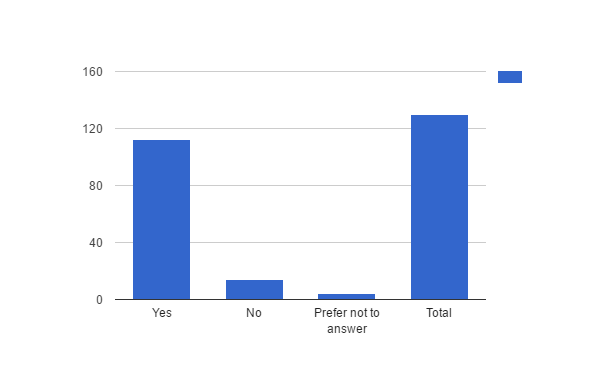 160
120
80
40
0
Yes
No
Prefer not to
answer
Total